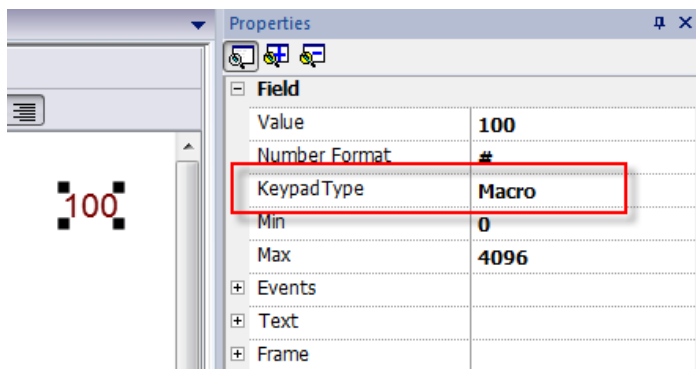 Properties
Field
Value 100
Number Format #
KeypadType Macro
Min 0
Max 4096
Events
Text
Frame
100